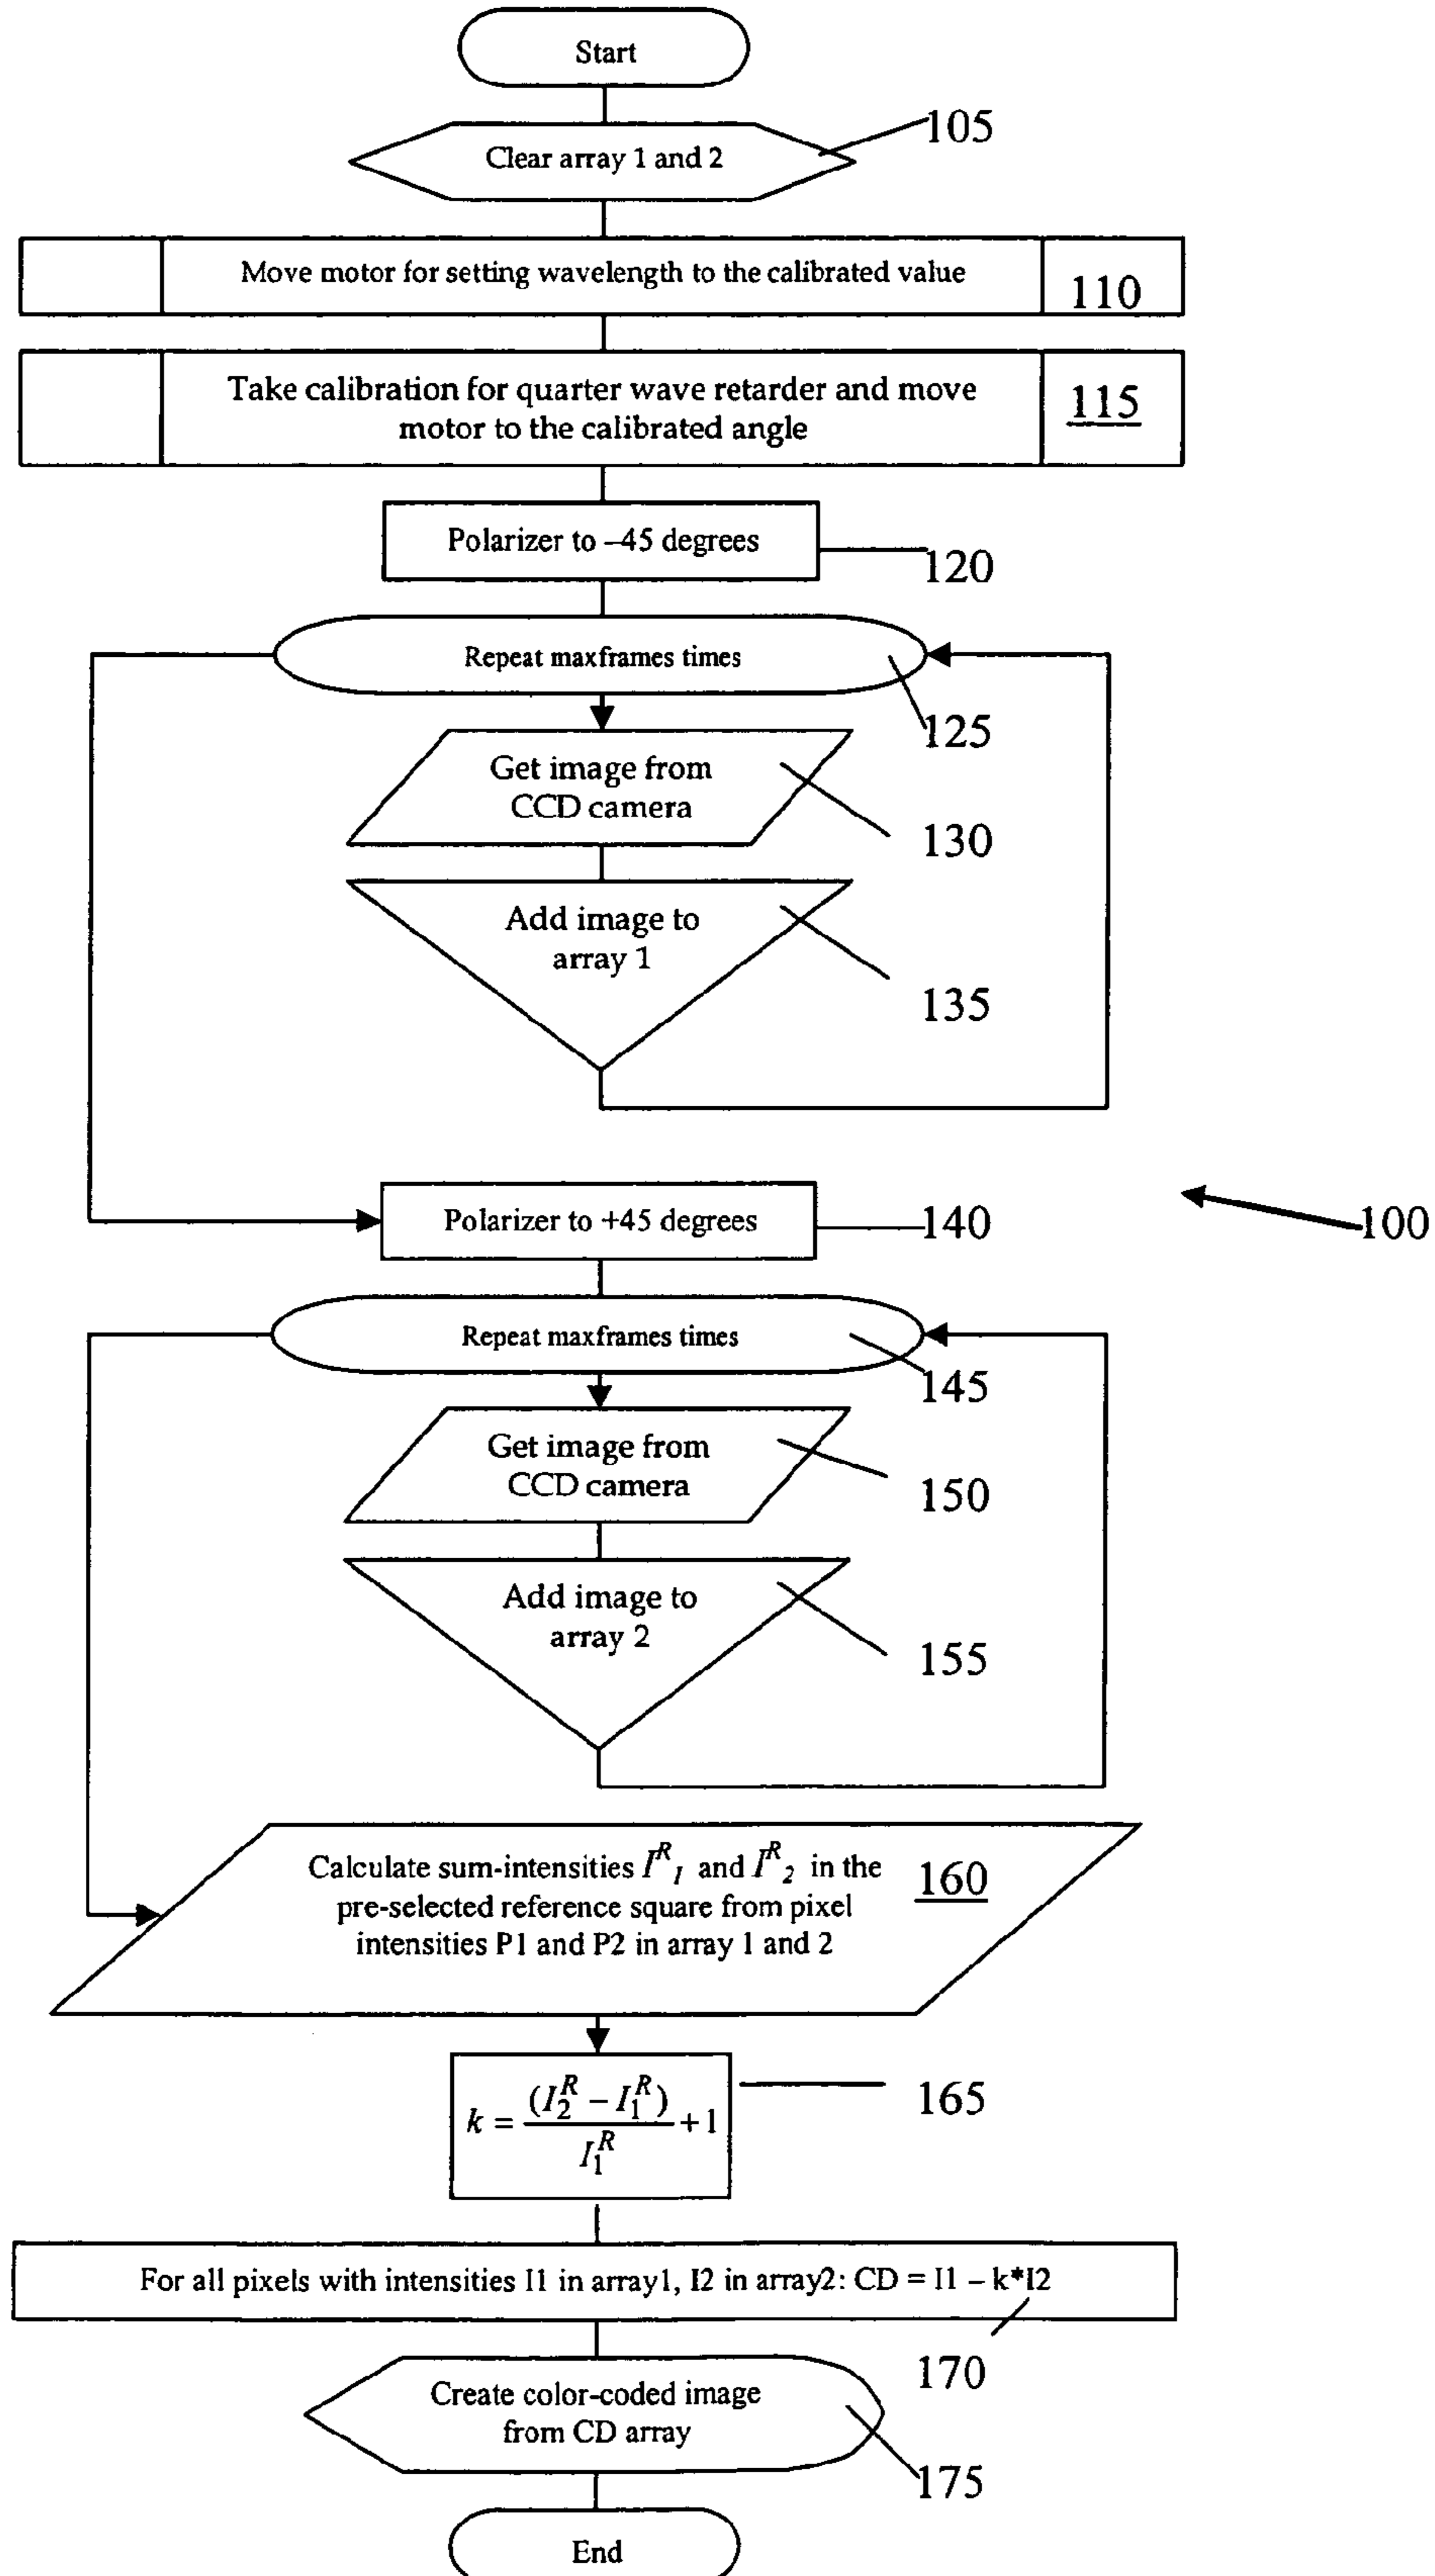 Start
105
Clear array 1 and 2
Move motor for setting wavelength to the calibrated value
110
Take calibration for quarter wave retarder and move
motor to the calibrated angle
115
Polarizer to –45 degrees
120
Repeat maxframes times
125
Get image from
CCD camera
130
Add image to
array 1
135
Polarizer to +45 degrees
140
100
Repeat maxframes times
145
Get image from
CCD camera
150
Add image to
array 2
155
Calculate sum-intensities I^R_1 and I^R_2 in the
pre-selected reference square from pixel
intensities P1 and P2 in array 1 and 2
160
k = (I_2^R – I_1^R) / I_1^R + 1
165
For all pixels with intensities I1 in array1, I2 in array2: CD = I1 – k*I2
170
Create color-coded image
from CD array
175
End